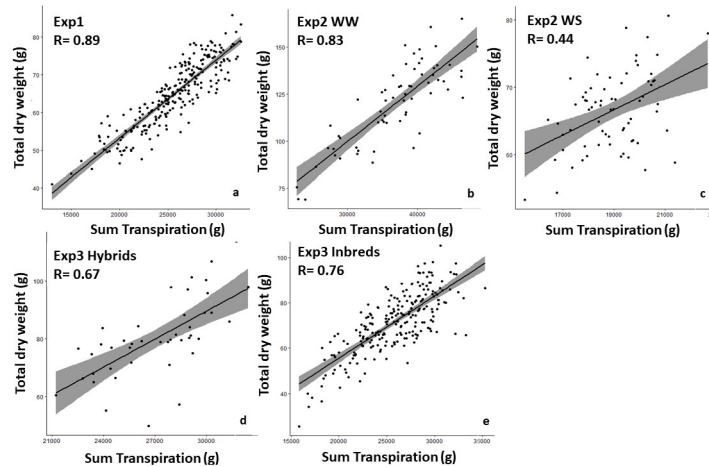 Exp1
R= 0.89
Total dry weight (g)
80
70
60
50
40
15000 20000 25000 30000
Sum Transpiration (g)
a
Exp2 WW
R= 0.83
Total dry weight (g)
150
125
100
75
30000 40000
Sum Transpiration (g)
b
Exp2 WS
R= 0.44
Total dry weight (g)
80
60
17000 19000 21000
Sum Transpiration (g)
c
Exp3 Hybrids
R= 0.67
Total dry weight (g)
100
80
60
21000 24000 27000 30000
Sum Transpiration (g)
d
Exp3 Inbreds
R= 0.76
Total dry weight (g)
100
80
60
40
15000 20000 25000 30000 35000
Sum Transpiration (g)
e